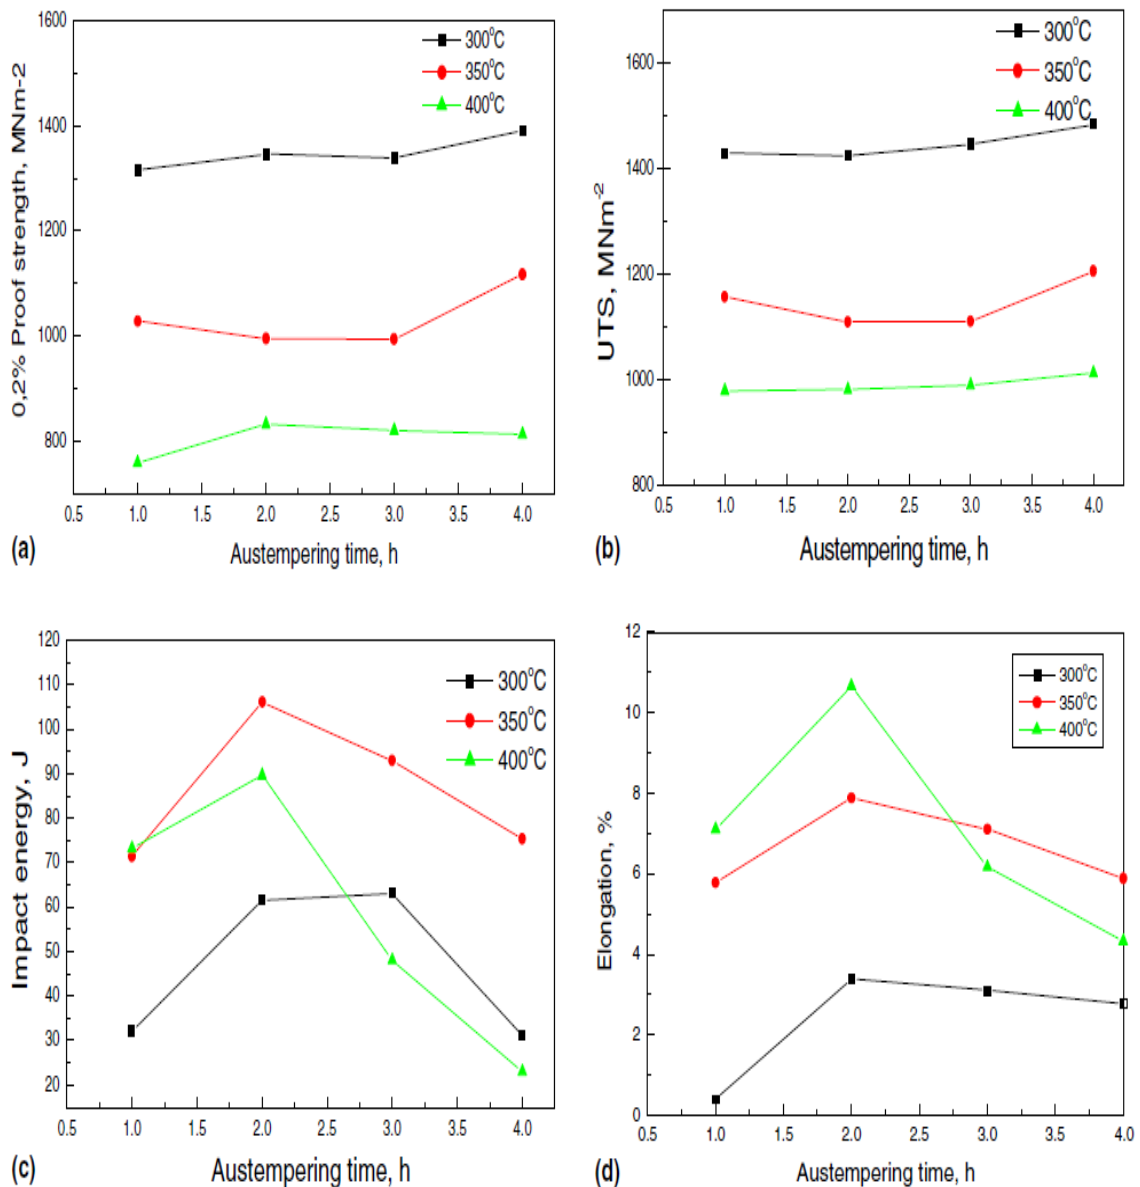 1600
1400
1200
1000
800
0,2% Proof strength, MNm-2
300°C
350°C
400°C
0.5 1.0 1.5 2.0 2.5 3.0 3.5 4.0
(a)
Austempering time, h
1600
1400
1200
1000
800
UTS, MNm-2
300°C
350°C
400°C
0.5 1.0 1.5 2.0 2.5 3.0 3.5 4.0
(b)
Austempering time, h
120
110
100
90
80
70
60
50
40
30
20
Impact energy, J
300°C
350°C
400°C
0.5 1.0 1.5 2.0 2.5 3.0 3.5 4.0
(c)
Austempering time, h
12
10
8
6
4
2
0
Elongation, %
300°C
350°C
400°C
0.5 1.0 1.5 2.0 2.5 3.0 3.5 4.0
(d)
Austempering time, h